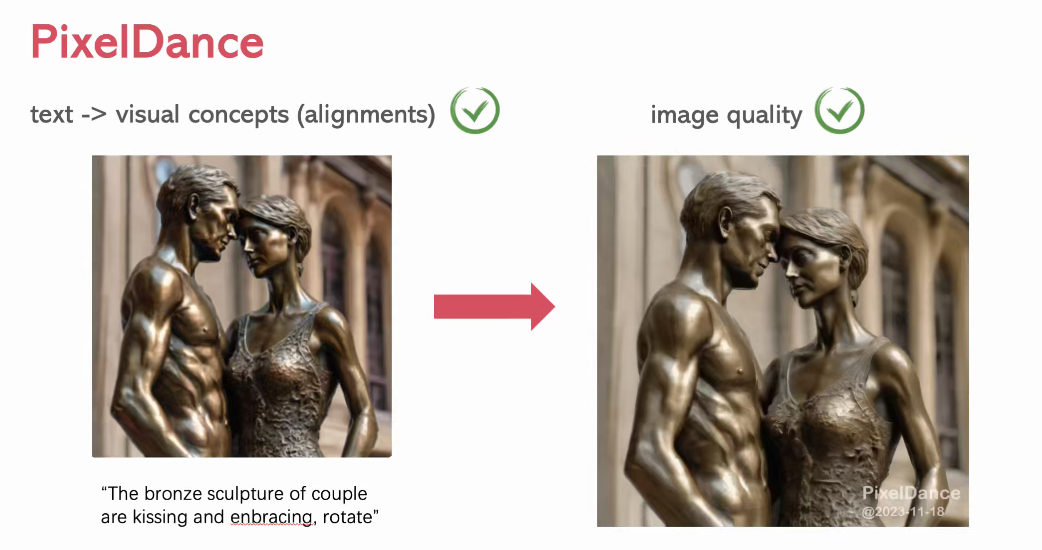 PixelDance
text -> visual concepts (alignments)
image quality
“The bronze sculpture of couple
are kissing and enbracing, rotate”
PixelDance
@2023-11-18